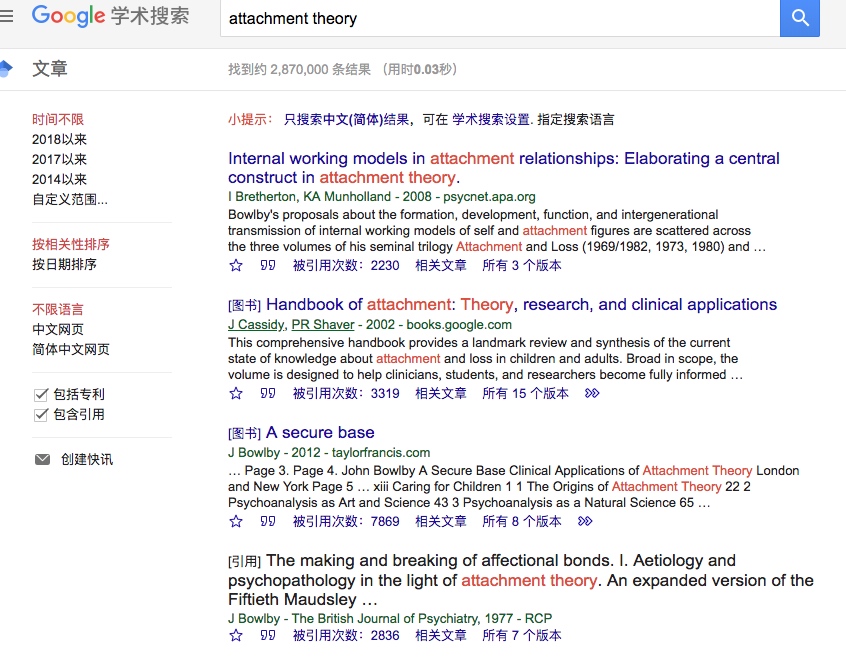 Google 学术搜索
attachment theory
文章
找到约 2,870,000 条结果 （用时0.03秒）
时间不限
2018以来
2017以来
2014以来
自定义范围...
按相关性排序
按日期排序
不限语言
中文网页
简体中文网页
包括专利
包含引用
创建快讯
小提示： 只搜索中文(简体)结果，可在 学术搜索设置. 指定搜索语言
Internal working models in attachment relationships: Elaborating a central
construct in attachment theory.
I Bretherton, KA Munholland - 2008 - psycnet.apa.org
Bowlby's proposals about the formation, development, function, and intergenerational
transmission of internal working models of self and attachment figures are scattered across
the three volumes of his seminal trilogy Attachment and Loss (1969/1982, 1973, 1980) and …
被引用次数：2230 相关文章 所有 3 个版本
[图书] Handbook of attachment: Theory, research, and clinical applications
J Cassidy, PR Shaver - 2002 - books.google.com
This comprehensive handbook provides a landmark review and synthesis of the current
state of knowledge about attachment and loss in children and adults. Broad in scope, the
volume is designed to help clinicians, students, and researchers become fully informed …
被引用次数：3319 相关文章 所有 15 个版本
[图书] A secure base
J Bowlby - 2012 - taylorfrancis.com
… Page 3. Page 4. John Bowlby A Secure Base Clinical Applications of Attachment Theory London
and New York Page 5 … xiii Caring for Children 1 1 The Origins of Attachment Theory 22 2
Psychoanalysis as Art and Science 43 3 Psychoanalysis as a Natural Science 65 …
被引用次数：7869 相关文章 所有 8 个版本
[引用] The making and breaking of affectional bonds. I. Aetiology and
psychopathology in the light of attachment theory. An expanded version of the
Fiftieth Maudsley …
J Bowlby - The British Journal of Psychiatry, 1977 - RCP
被引用次数：2836 相关文章 所有 7 个版本